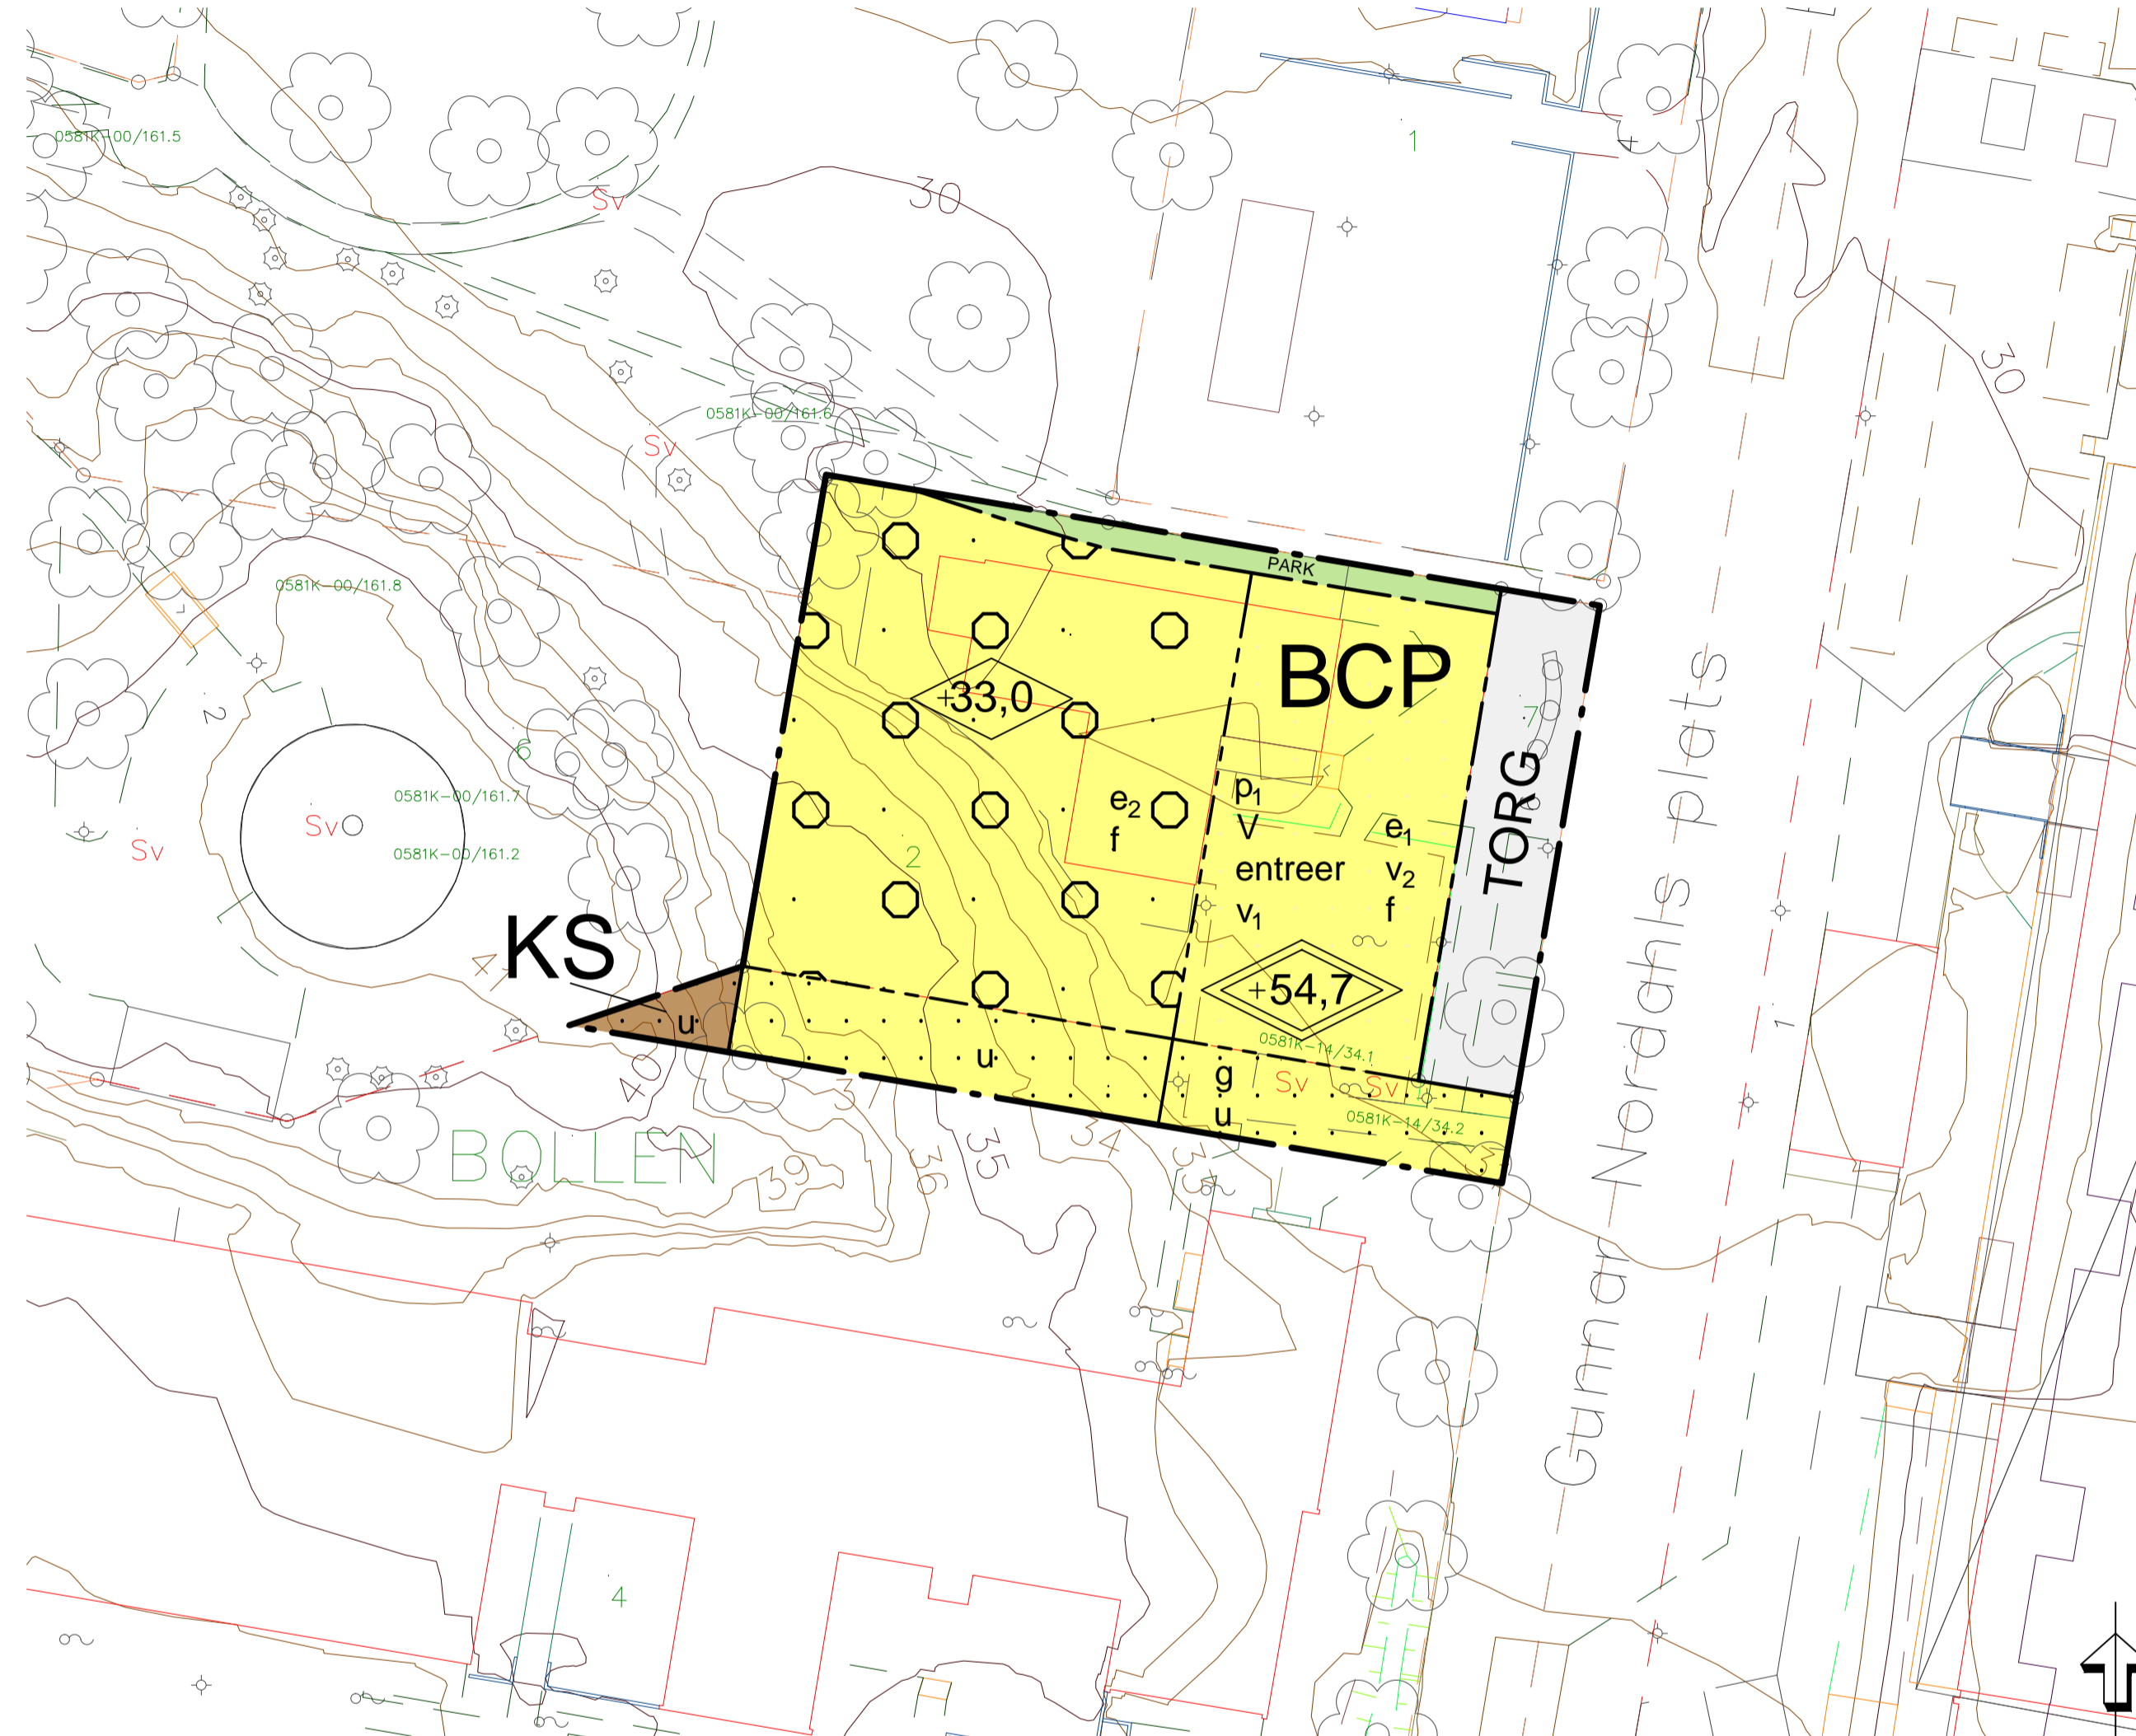 0581K-00/161.5
1
4
Sv
30
30
0581K-00/161.6
Sv
PARK
0581K-00/161.8
BCP
+33,0
7
2
6
TORG
Gunnar Nordahls plats
p1
0581K-00/161.7
e2
V
e1
Sv
f
Sv
2
entreer
v2
0581K-00/161.2
v1
f
KS
4
+54,7
u
1
0581K-14/34.1
u
g
Sv
Sv
40
u
0581K-14/34.2
BOLLEN
39
36
35
34
4